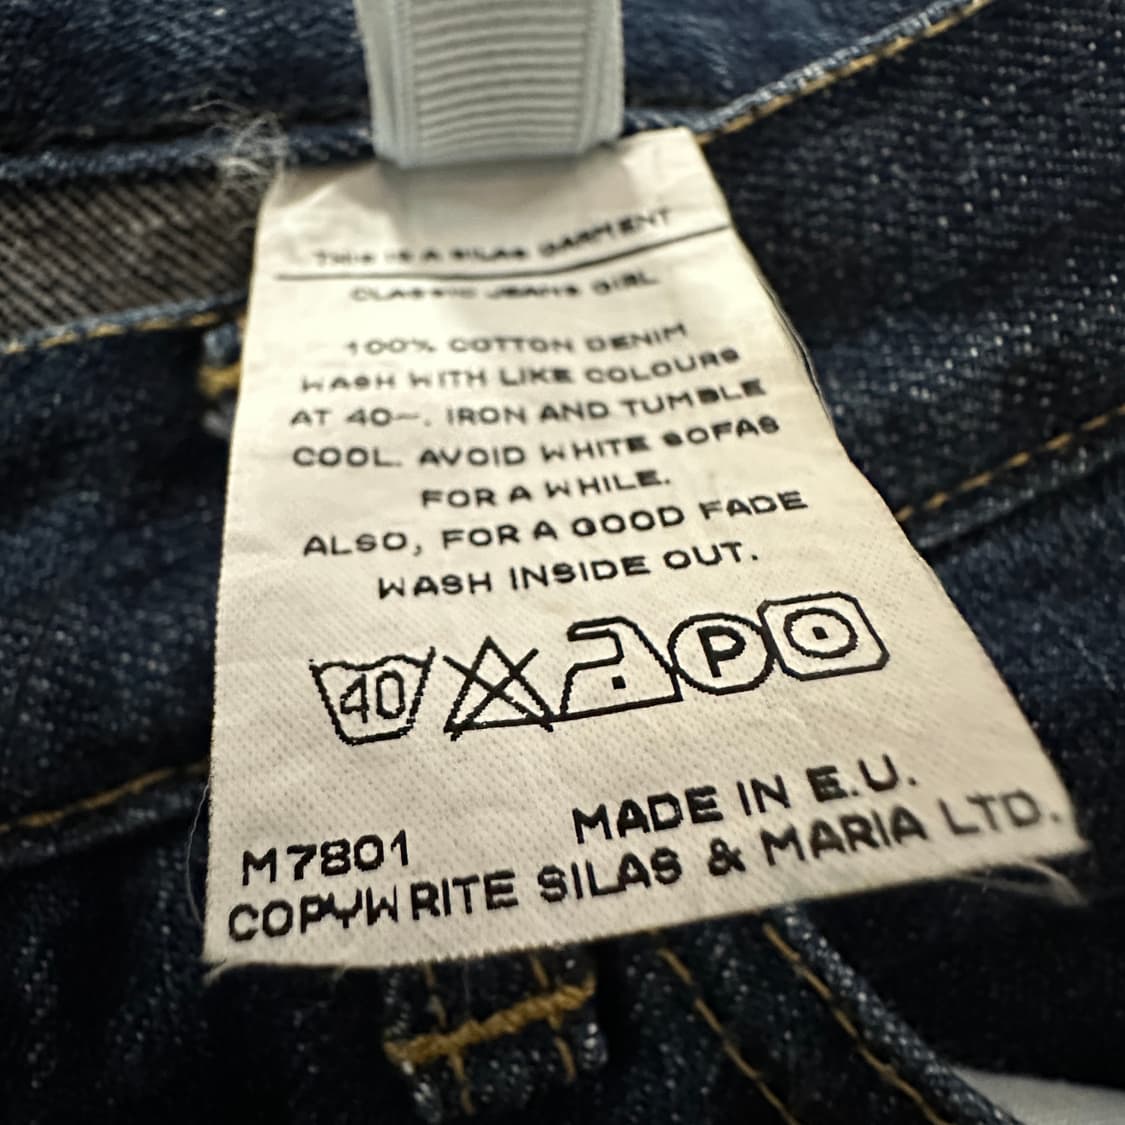 THIS IS A SILAS GARMENT
CLASSIC JEANS GIRL
100% COTTON DENIM
WASH WITH LIKE COLOURS
AT 40~. IRON AND TUMBLE
COOL. AVOID WHITE SOFAS
FOR A WHILE.
ALSO, FOR A GOOD FADE
WASH INSIDE OUT.
40 P
MADE IN E.U.
M7801
COPYWRITE SILAS & MARIA LTD.